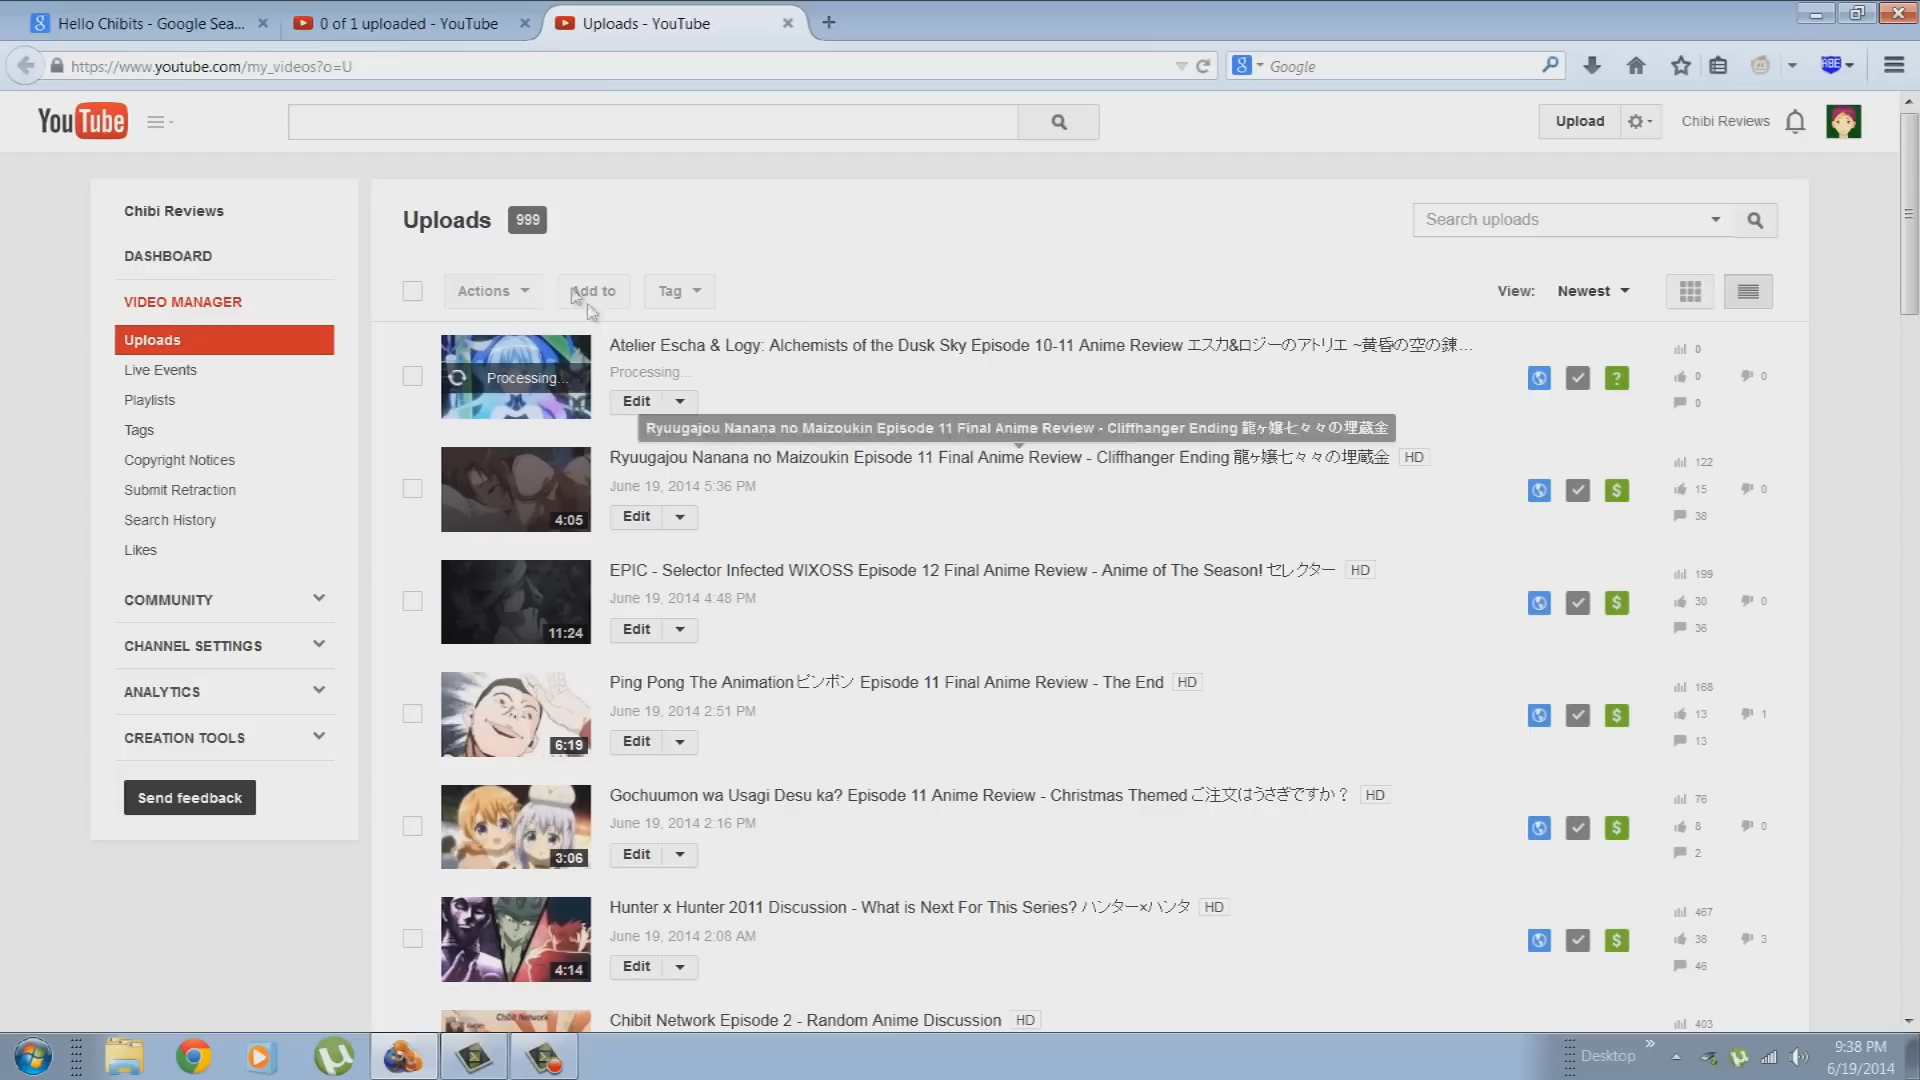 Hello Chibits - Google Sea...
0 of 1 uploaded - YouTube
Uploads - YouTube
https://www.youtube.com/my_videos?o=U
Google
ABE
YouTube
Upload
Chibi Reviews
Chibi Reviews
DASHBOARD
VIDEO MANAGER
Uploads
Live Events
Playlists
Tags
Copyright Notices
Submit Retraction
Search History
Likes
COMMUNITY
CHANNEL SETTINGS
ANALYTICS
CREATION TOOLS
Send feedback
Uploads 999
Search uploads
Actions
Add to
Tag
View: Newest
Atelier Escha & Logy: Alchemists of the Dusk Sky Episode 10-11 Anime Review エスカ&ロジーのアトリエ ~黄昏の空の錬...
Processing...
Processing...
Edit
0
0 0
0
Ryuugajou Nanana no Maizoukin Episode 11 Final Anime Review - Cliffhanger Ending 龍ヶ嬢七々々の埋蔵金
Ryuugajou Nanana no Maizoukin Episode 11 Final Anime Review - Cliffhanger Ending 龍ヶ嬢七々々の埋蔵金 HD
June 19, 2014 5:36 PM
4:05
Edit
122
15 0
38
EPIC - Selector Infected WIXOSS Episode 12 Final Anime Review - Anime of The Season! セレクター HD
June 19, 2014 4:48 PM
11:24
Edit
199
30 0
36
Ping Pong The Animation ピンポン Episode 11 Final Anime Review - The End HD
June 19, 2014 2:51 PM
6:19
Edit
168
13 1
13
Gochuumon wa Usagi Desu ka? Episode 11 Anime Review - Christmas Themed ご注文はうさぎですか？ HD
June 19, 2014 2:16 PM
3:06
Edit
76
8 0
2
Hunter x Hunter 2011 Discussion - What is Next For This Series? ハンター×ハンタ HD
June 19, 2014 2:08 AM
4:14
Edit
467
38 3
46
Chibit Network
Chibit Network Episode 2 - Random Anime Discussion HD
403
Desktop
9:38 PM
6/19/2014